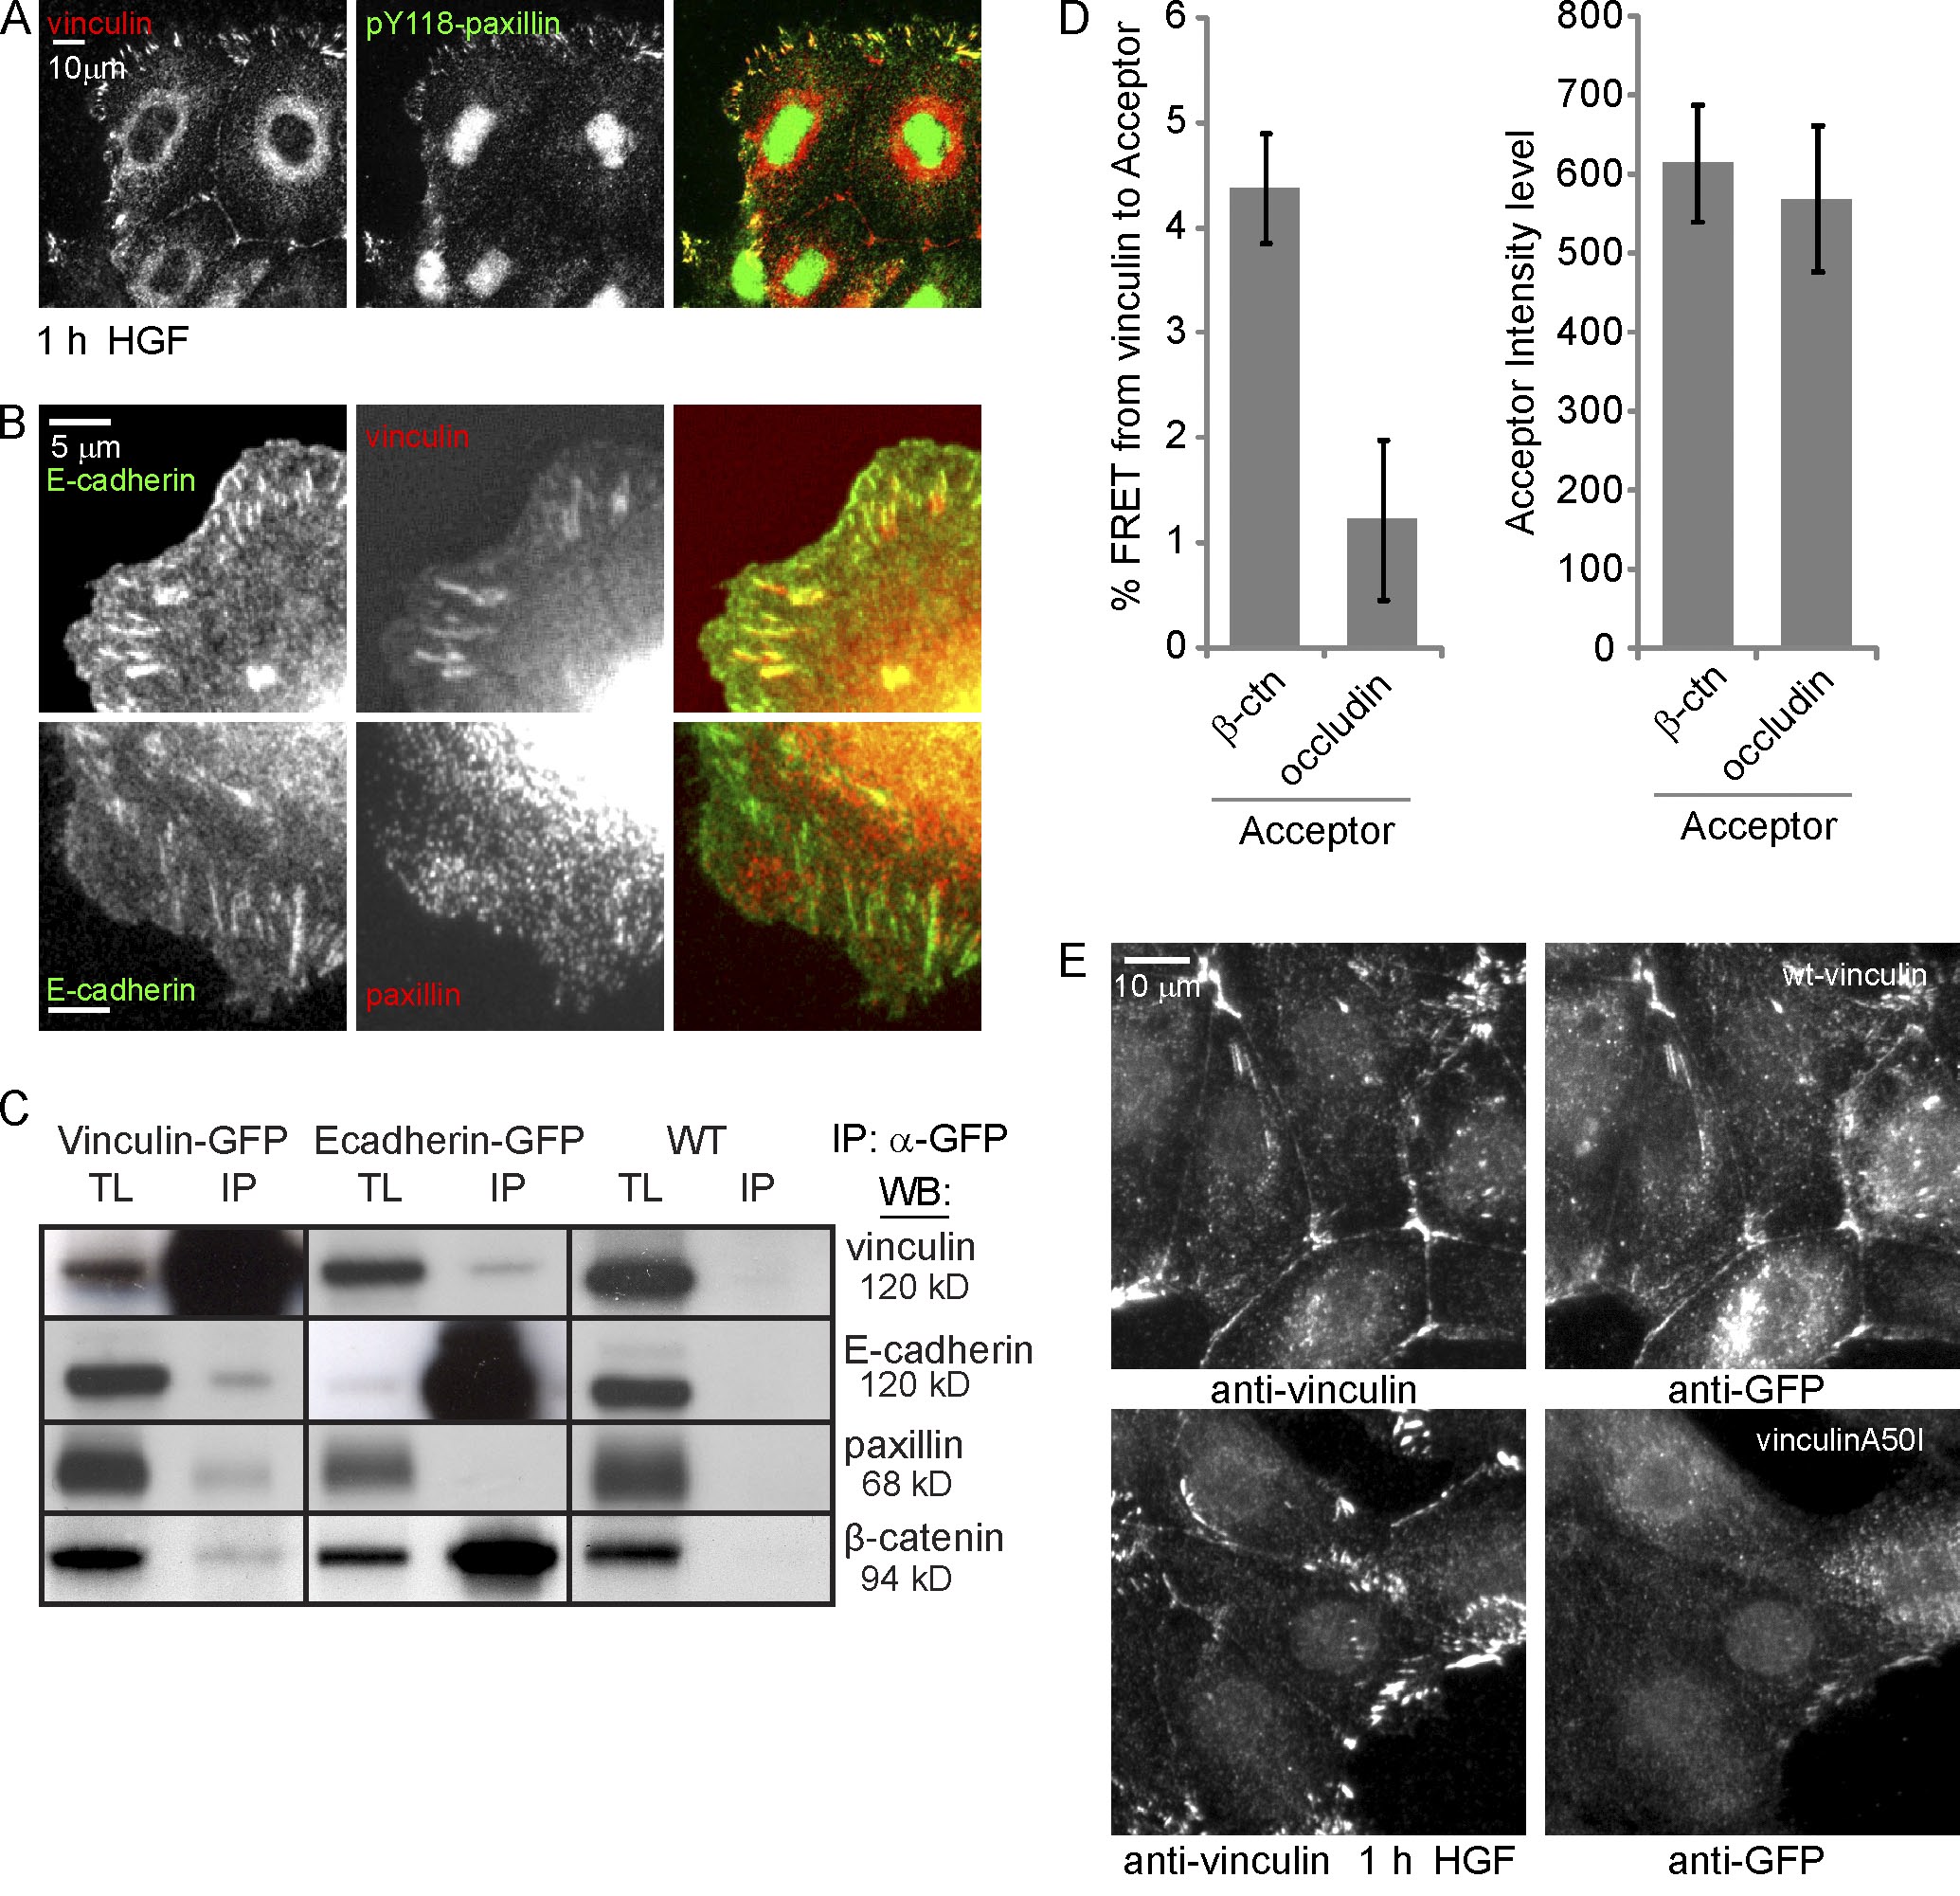 A
vinculin
10μm
pY118-paxillin
1 h HGF
B
5 μm
E-cadherin
vinculin
E-cadherin
paxillin
C
Vinculin-GFP Ecadherin-GFP WT IP: α-GFP
TL IP TL IP TL IP WB:
vinculin
120 kD
E-cadherin
120 kD
paxillin
68 kD
β-catenin
94 kD
D
% FRET from vinculin to Acceptor
6
5
4
3
2
1
0
β-ctn
occludin
Acceptor
Acceptor Intensity level
800
700
600
500
400
300
200
100
0
β-ctn
occludin
Acceptor
E
10 μm
wt-vinculin
anti-vinculin
anti-GFP
vinculinA50I
anti-vinculin 1 h HGF
anti-GFP